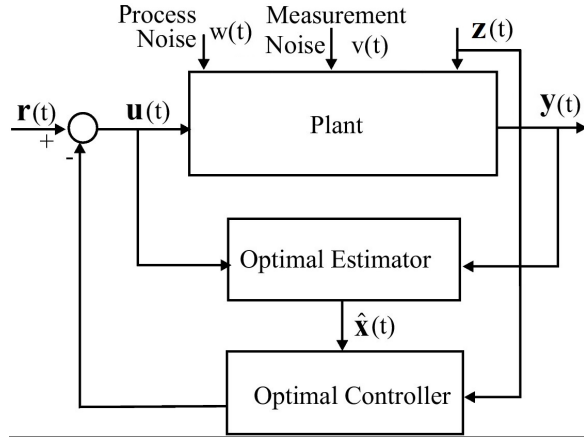 Process Noise w(t)
Measurement Noise v(t)
z(t)
r(t)
+
-
u(t)
Plant
y(t)
Optimal Estimator
x̂(t)
Optimal Controller